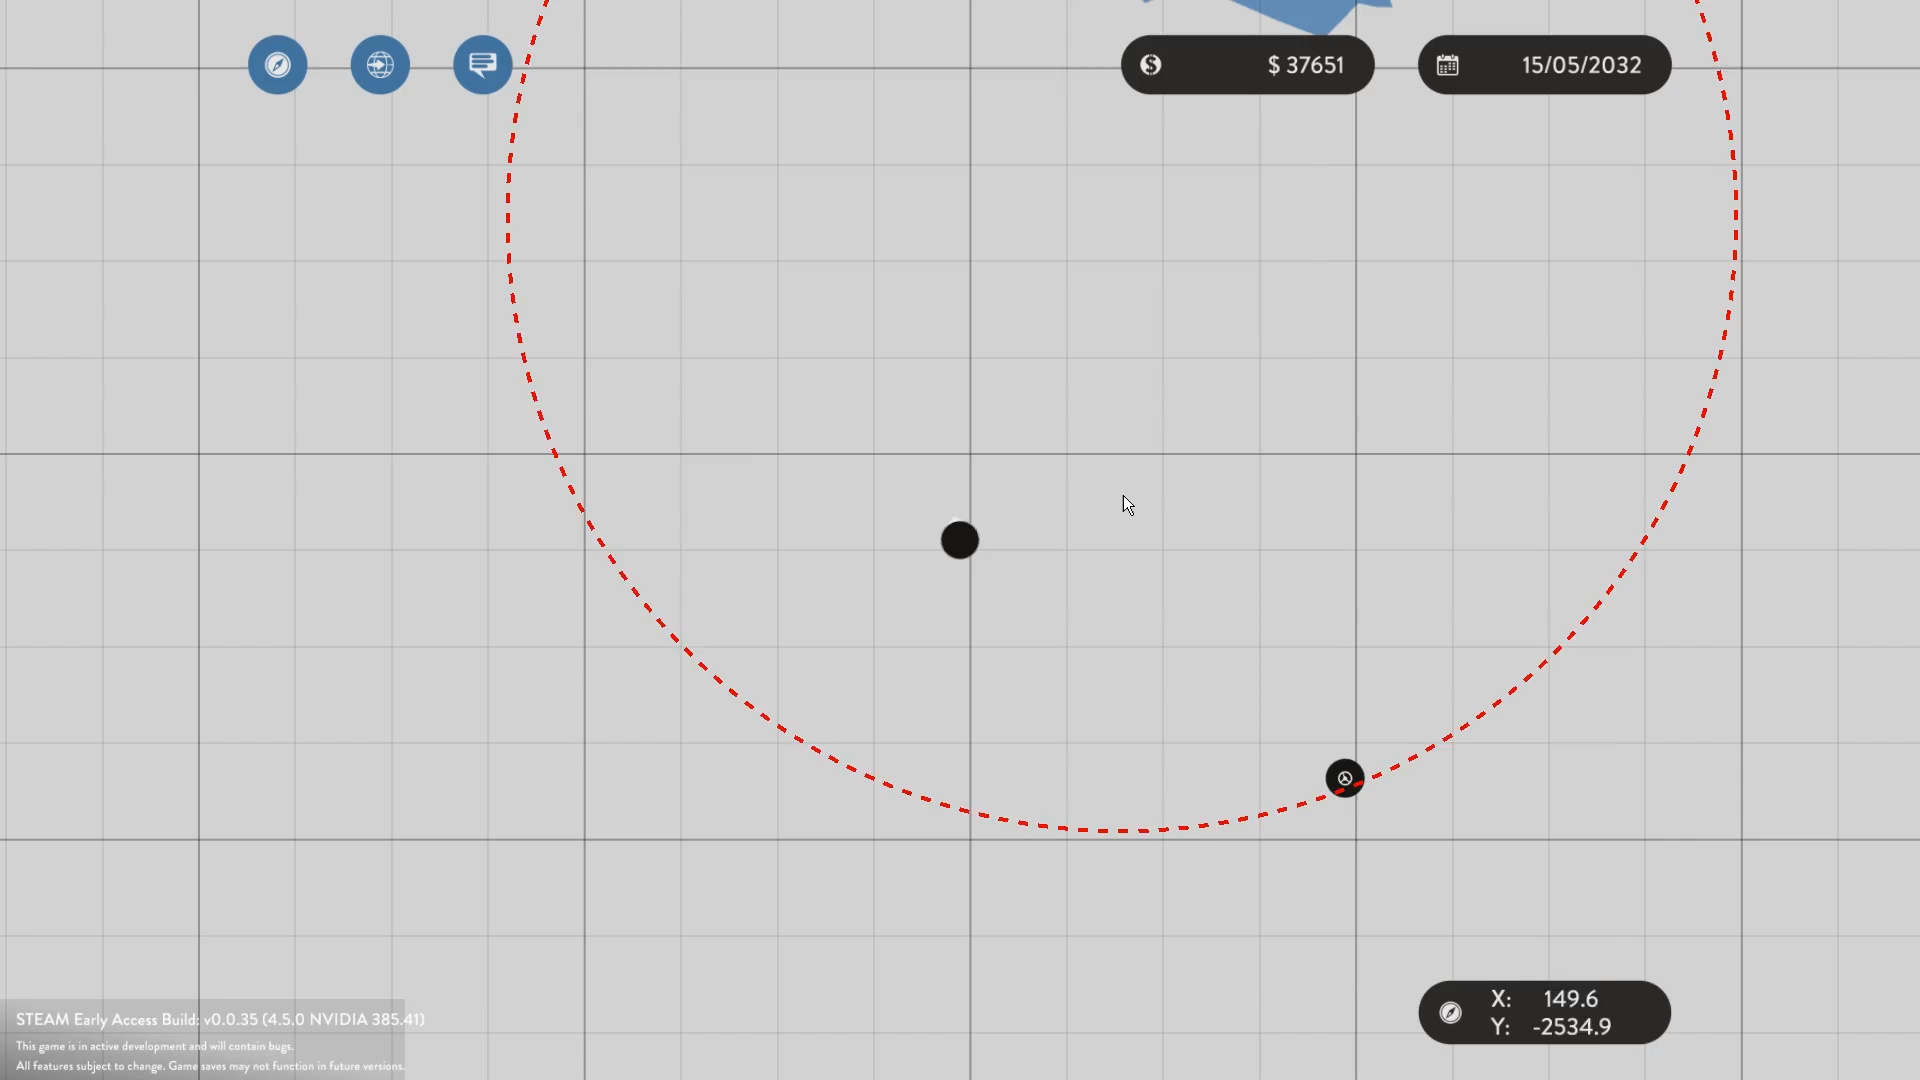 $ 37651
15/05/2032
X: 149.6
Y: -2534.9
STEAM Early Access Build: v0.0.35 (4.5.0 NVIDIA 385.41)
This game is in active development and will contain bugs.
All features subject to change. Game saves may not function in future versions.